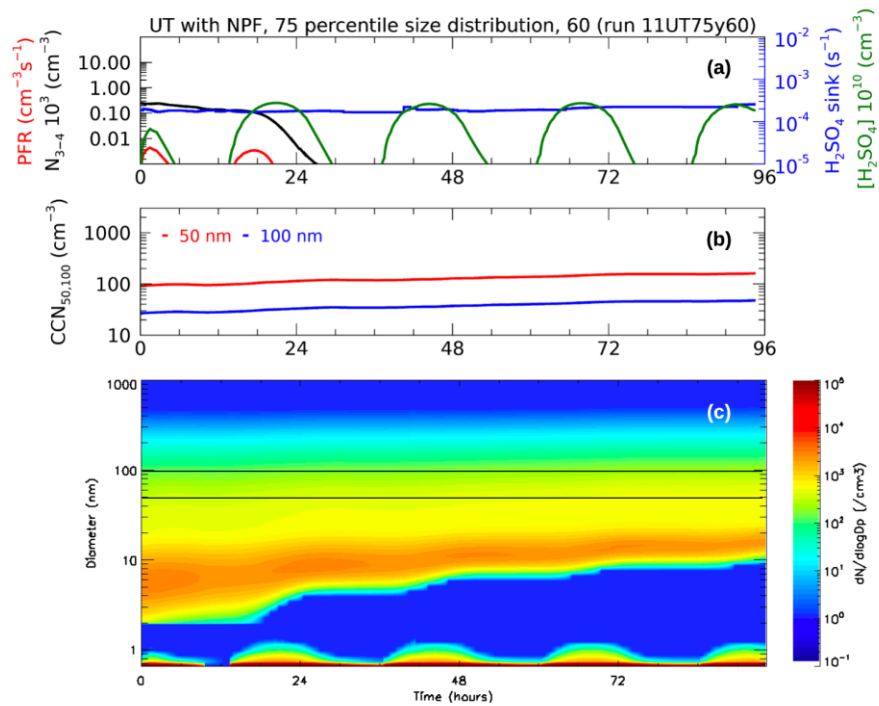 UT with NPF, 75 percentile size distribution, 60 (run 11UT75y60)
PFR (cm⁻³s⁻¹)
N₃₋₄ 10³ (cm⁻³)
10.00
1.00
0.10
0.01
(a)
10⁻²
10⁻³
10⁻⁴
10⁻⁵
H₂SO₄ sink (s⁻¹)
[H₂SO₄] 10¹⁰ (cm⁻³)
0 24 48 72 96
CCN₅₀,₁₀₀ (cm⁻³)
1000
100
10
50 nm 100 nm
(b)
0 24 48 72 96
Diameter (nm)
1000
100
10
1
(c)
0 24 48 72
Time (hours)
10⁵
10⁴
10³
10²
10¹
10⁰
10⁻¹
dN/dlogDp (/cm3)